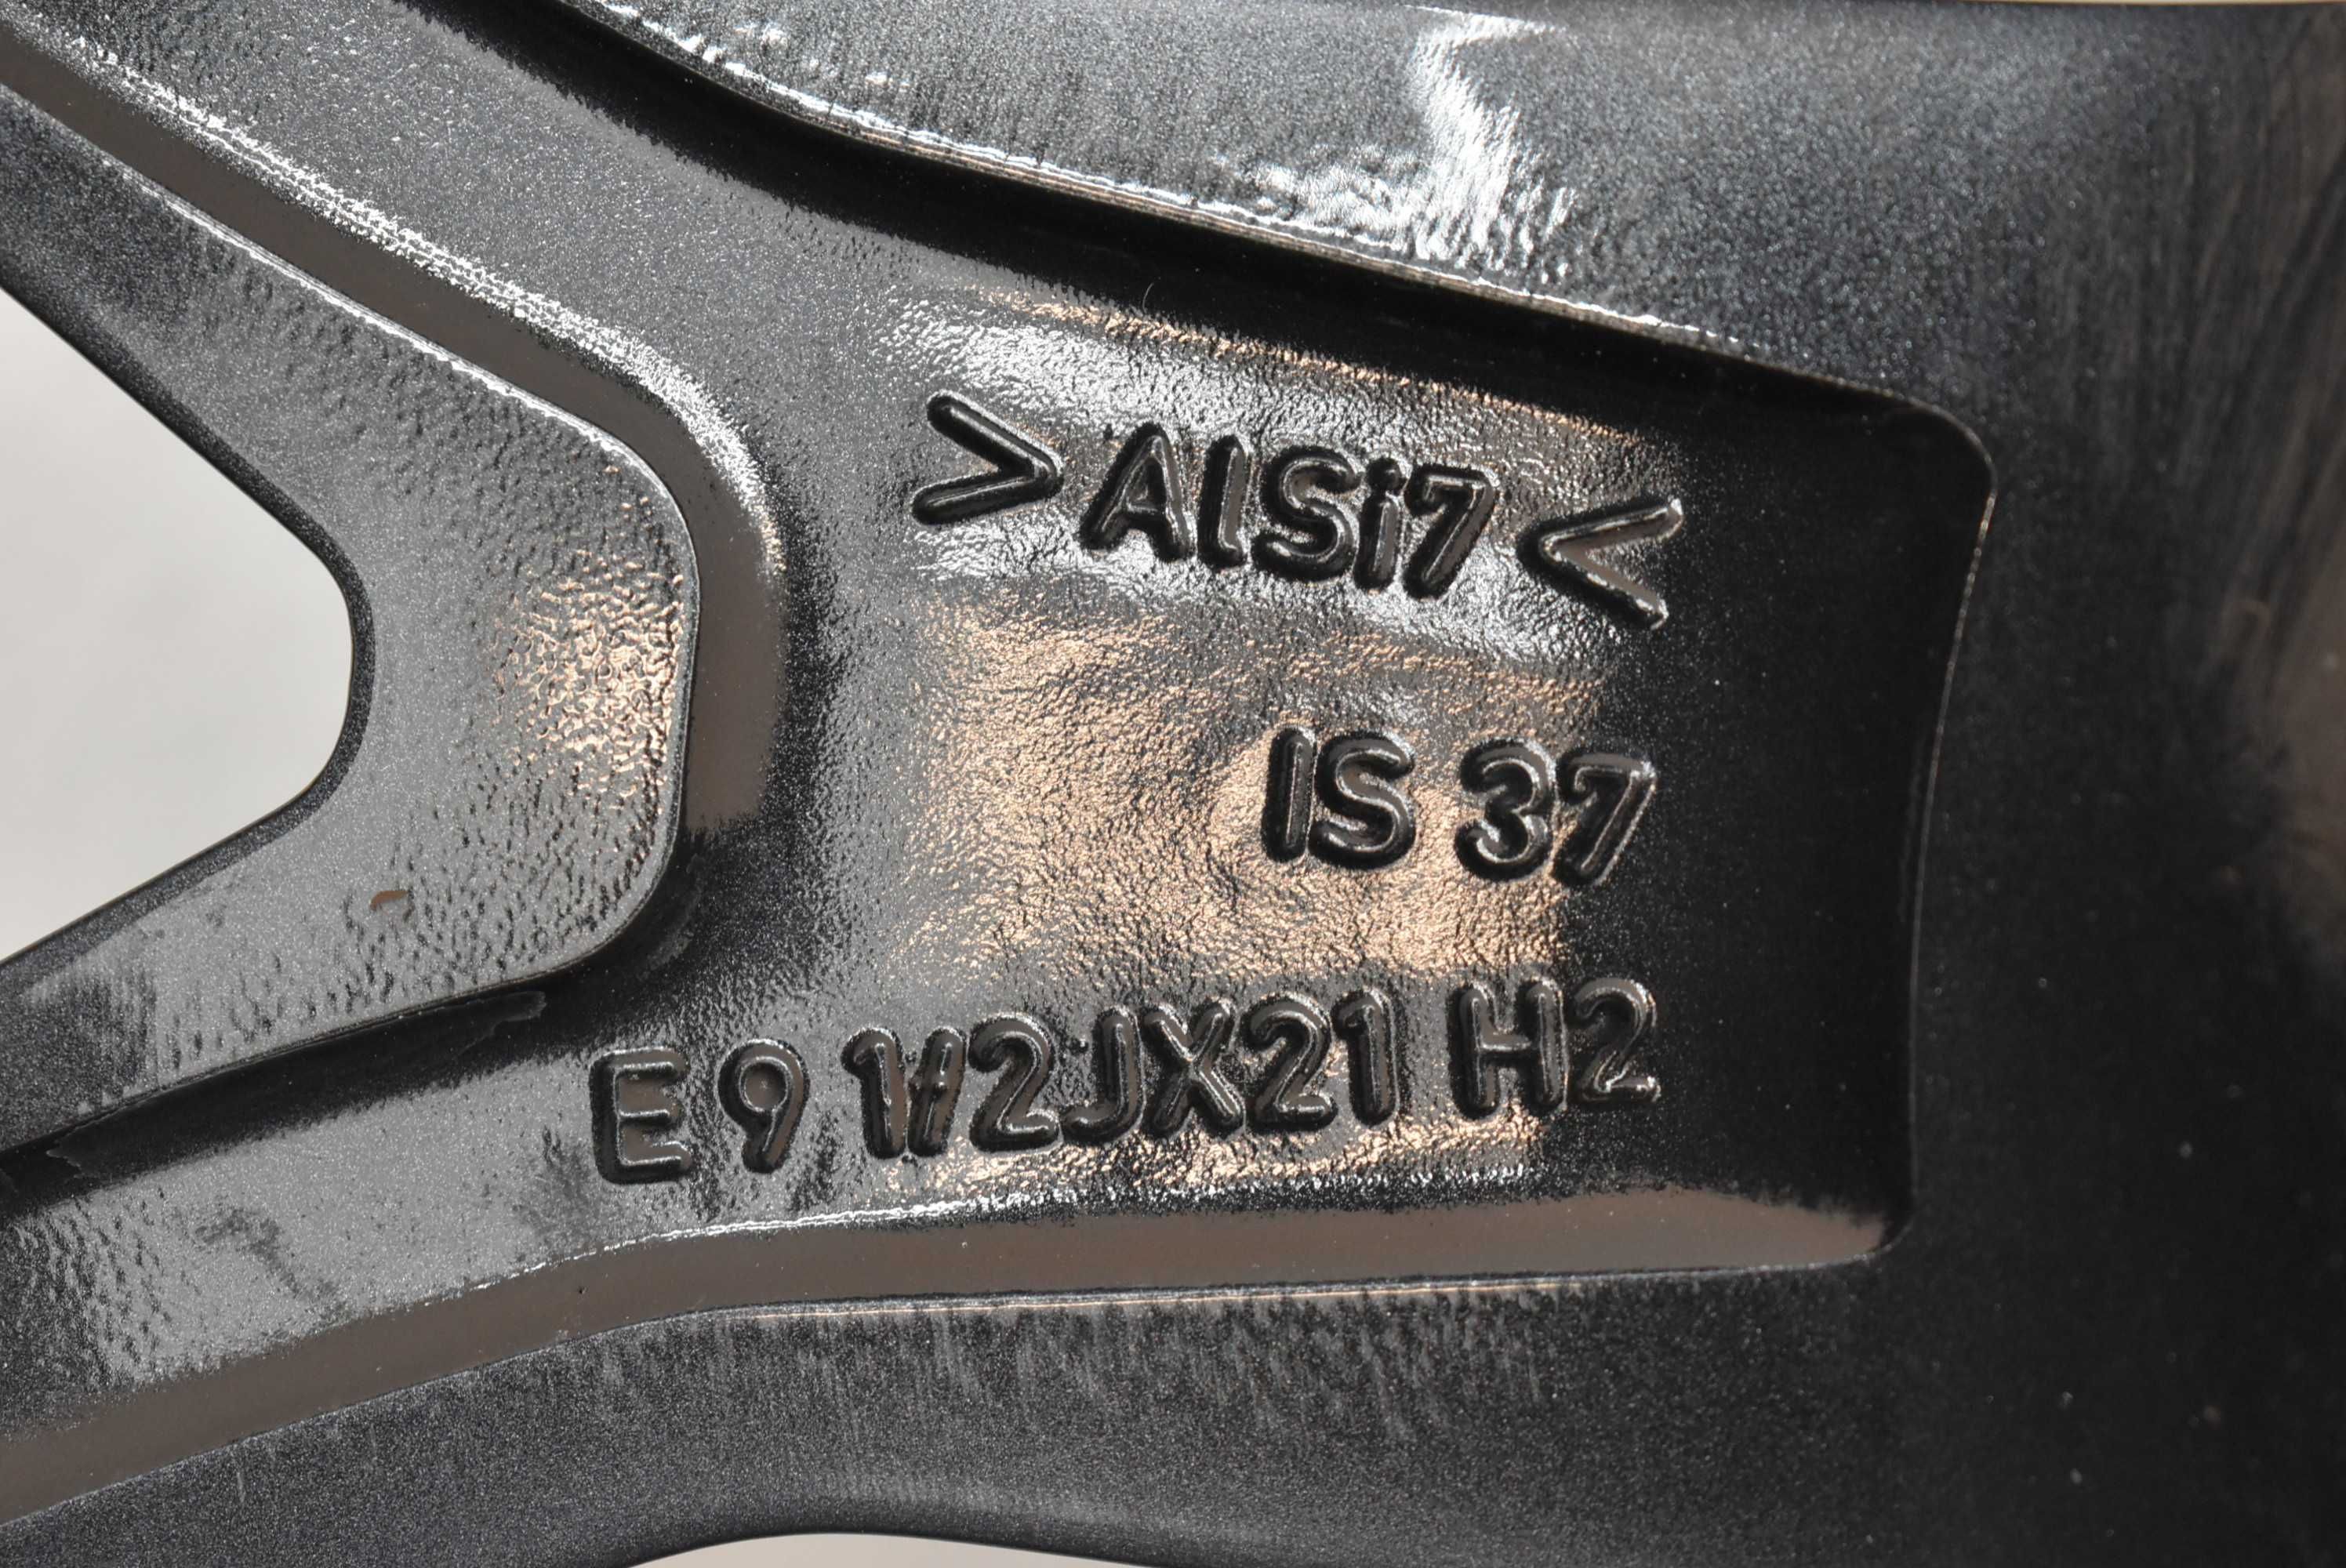 >AlSi7<
IS 37
E 9 1/2JX21 H2